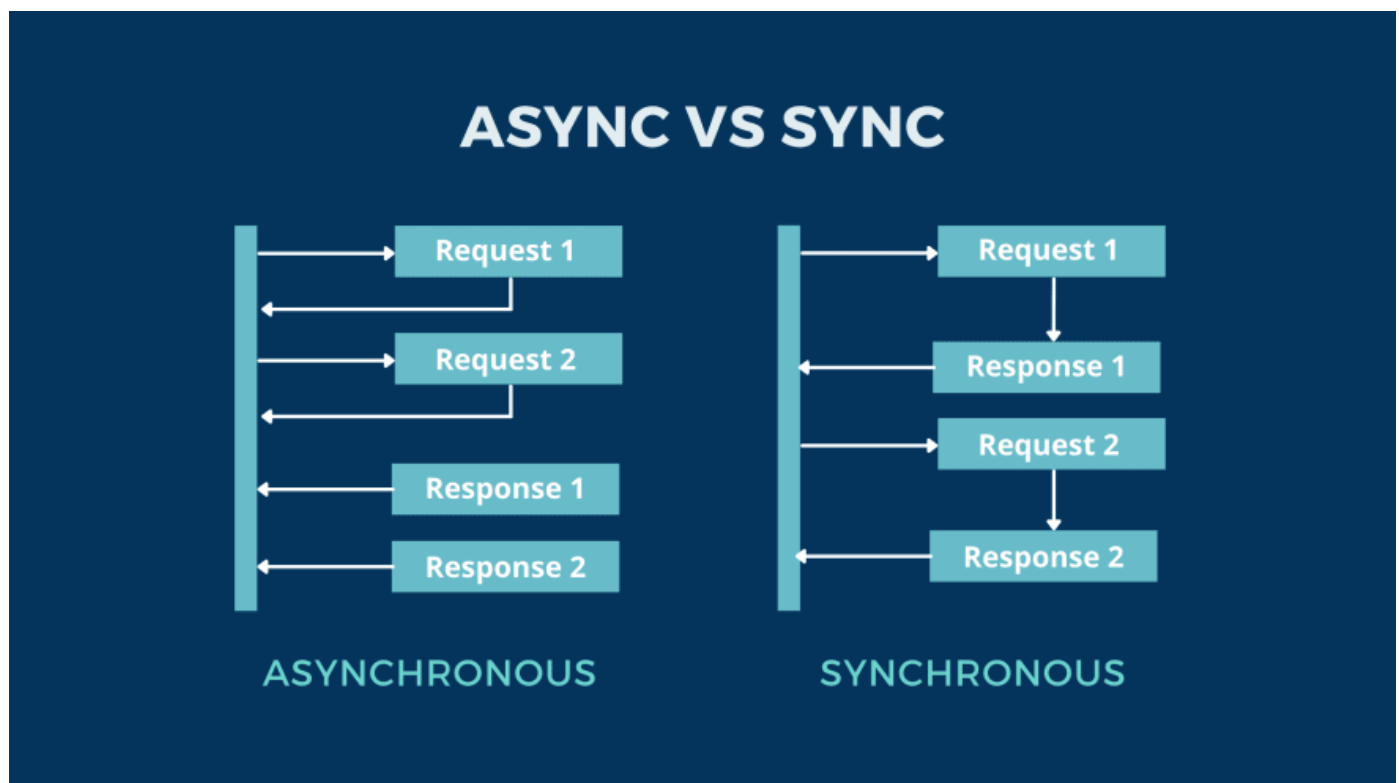 ASYNC VS SYNC
Request 1
Request 2
Response 1
Response 2
ASYNCHRONOUS
Request 1
Response 1
Request 2
Response 2
SYNCHRONOUS